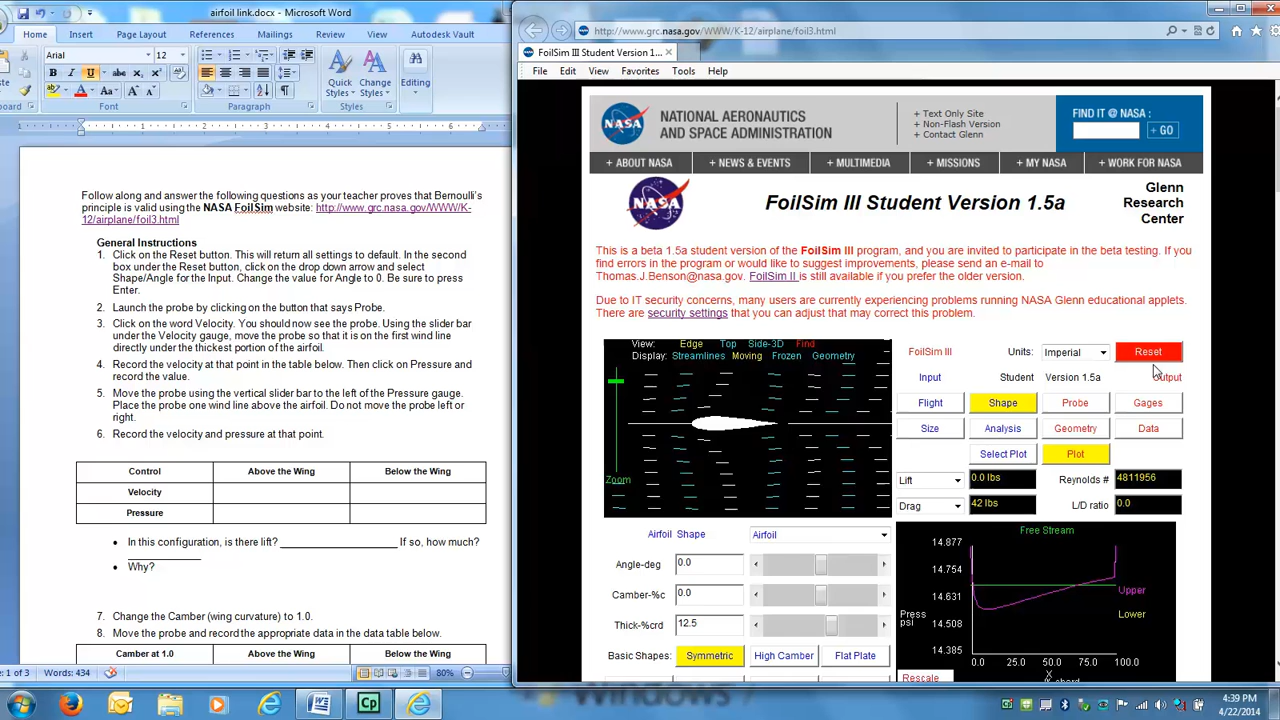 airfoil link.docx - Microsoft Word
Home Insert Page Layout References Mailings Review View Autodesk Vault
Arial 12
Quick Styles
Change Styles
Editing
Clipboard
Font
Paragraph
Styles
Follow along and answer the following questions as your teacher proves that Bernoulli's
principle is valid using the NASA FoilSim website: http://www.grc.nasa.gov/WWW/K-
12/airplane/foil3.html
General Instructions
1. Click on the Reset button. This will return all settings to default. In the second
box under the Reset button, click on the drop down arrow and select
Shape/Angle for the Input. Change the value for Angle to 0. Be sure to press
Enter.
2. Launch the probe by clicking on the button that says Probe.
3. Click on the word Velocity. You should now see the probe. Using the slider bar
under the Velocity gauge, move the probe so that it is on the first wind line
directly under the thickest portion of the airfoil.
4. Record the velocity at that point in the table below. Then click on Pressure and
record the value.
5. Move the probe using the vertical slider bar to the left of the Pressure gauge.
Place the probe one wind line above the airfoil. Do not move the probe left or
right.
6. Record the velocity and pressure at that point.
Control Above the Wing Below the Wing
Velocity
Pressure
• In this configuration, is there lift? ____________________ If so, how much?
____________
• Why?
7. Change the Camber (wing curvature) to 1.0.
8. Move the probe and record the appropriate data in the data table below.
Camber at 1.0 Above the Wing Below the Wing
1 of 3 Words: 434 80%
http://www.grc.nasa.gov/WWW/K-12/airplane/foil3.html
FoilSim III Student Version 1....
File Edit View Favorites Tools Help
NASA
NATIONAL AERONAUTICS
AND SPACE ADMINISTRATION
+ Text Only Site
+ Non-Flash Version
+ Contact Glenn
FIND IT @ NASA :
+ GO
+ ABOUT NASA + NEWS & EVENTS + MULTIMEDIA + MISSIONS + MY NASA + WORK FOR NASA
NASA
FoilSim III Student Version 1.5a
Glenn
Research
Center
This is a beta 1.5a student version of the FoilSim III program, and you are invited to participate in the beta testing. If you
find errors in the program or would like to suggest improvements, please send an e-mail to
Thomas.J.Benson@nasa.gov. FoilSim II is still available if you prefer the older version.
Due to IT security concerns, many users are currently experiencing problems running NASA Glenn educational applets.
There are security settings that you can adjust that may correct this problem.
View: Edge Top Side-3D Find
Display: Streamlines Moving Frozen Geometry
Zoom
FoilSim III Units: Imperial Reset
Input Student Version 1.5a Output
Flight Shape Probe Gages
Size Analysis Geometry Data
Select Plot Plot
Lift 0.0 lbs Reynolds # 4811956
Drag 42 lbs L/D ratio 0.0
Airfoil Shape Airfoil
Angle-deg 0.0
Camber-%c 0.0
Thick-%crd 12.5
Basic Shapes: Symmetric High Camber Flat Plate
Free Stream
14.877
14.754
14.631
14.508
14.385
Press
psi
Upper
Lower
0.0 25.0 50.0 75.0 100.0
Rescale
X
Windows 7
Cp
4:39 PM
4/22/2014